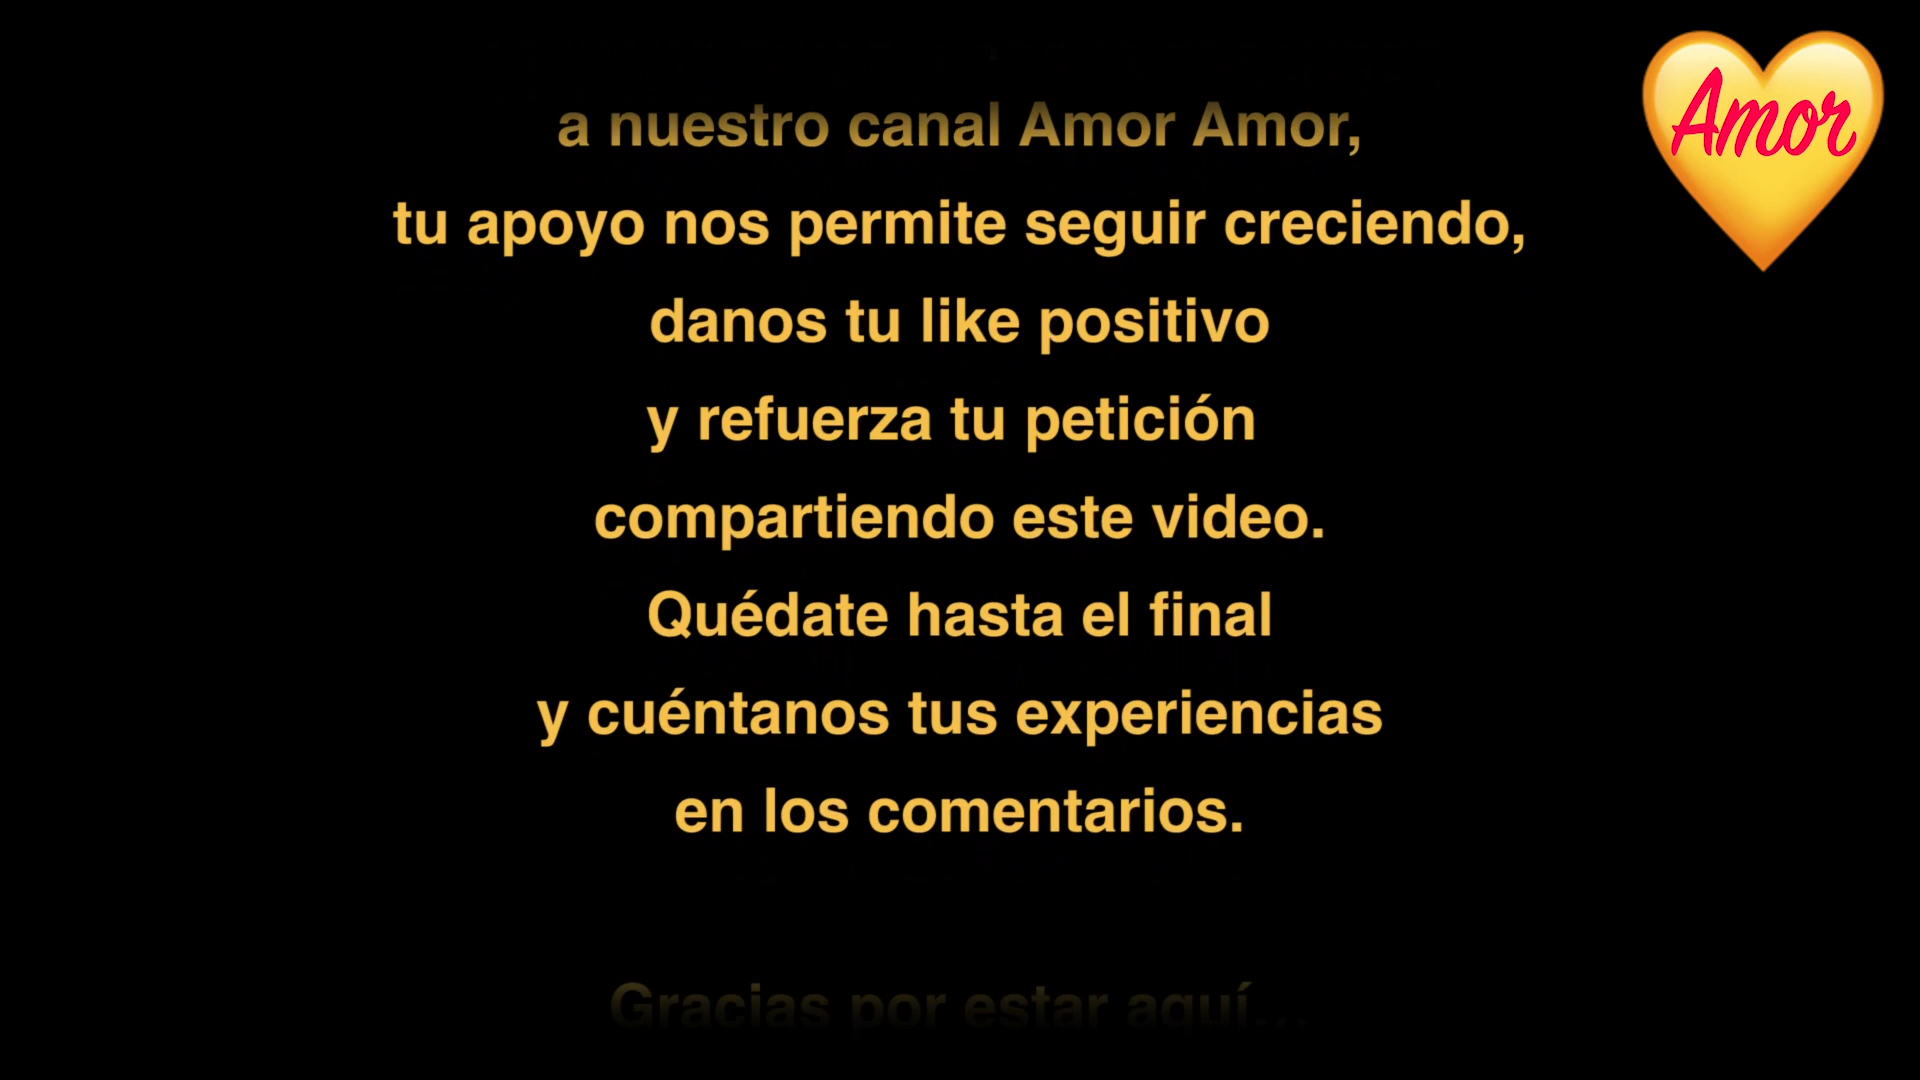 a nuestro canal Amor Amor,
tu apoyo nos permite seguir creciendo,
danos tu like positivo
y refuerza tu petición
compartiendo este video.
Quédate hasta el final
y cuéntanos tus experiencias
en los comentarios.
Gracias por estar aquí...
Amor